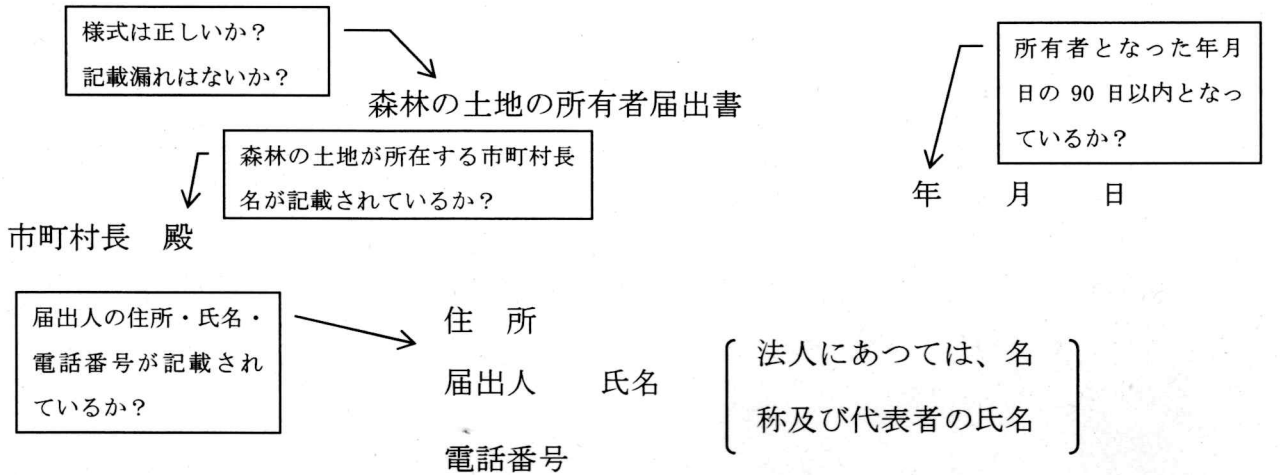 様式は正しいか?
記載漏れはないか?
所有者となった年月
日の 90 日以内となっ
ているか?
森林の土地の所有者届出書
森林の土地が所在する市町村長
名が記載されているか?
年 月 日
市町村長 殿
届出人の住所・氏名・
電話番号が記載され
ているか?
住 所
届出人 氏名
法人にあつては、名
称及び代表者の氏名
電話番号